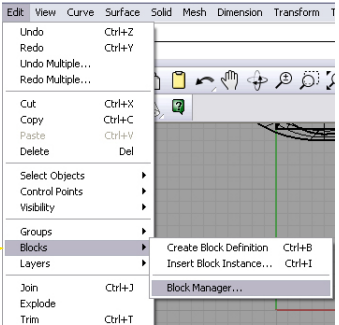 Edit View Curve Surface Solid Mesh Dimension Transform
Undo Ctrl+Z
Redo Ctrl+Y
Undo Multiple...
Redo Multiple...
Cut Ctrl+X
Copy Ctrl+C
Paste Ctrl+V
Delete Del
Select Objects
Control Points
Visibility
Groups
Blocks
Create Block Definition Ctrl+B
Layers
Insert Block Instance... Ctrl+I
Join Ctrl+J
Block Manager...
Explode
Trim Ctrl+T